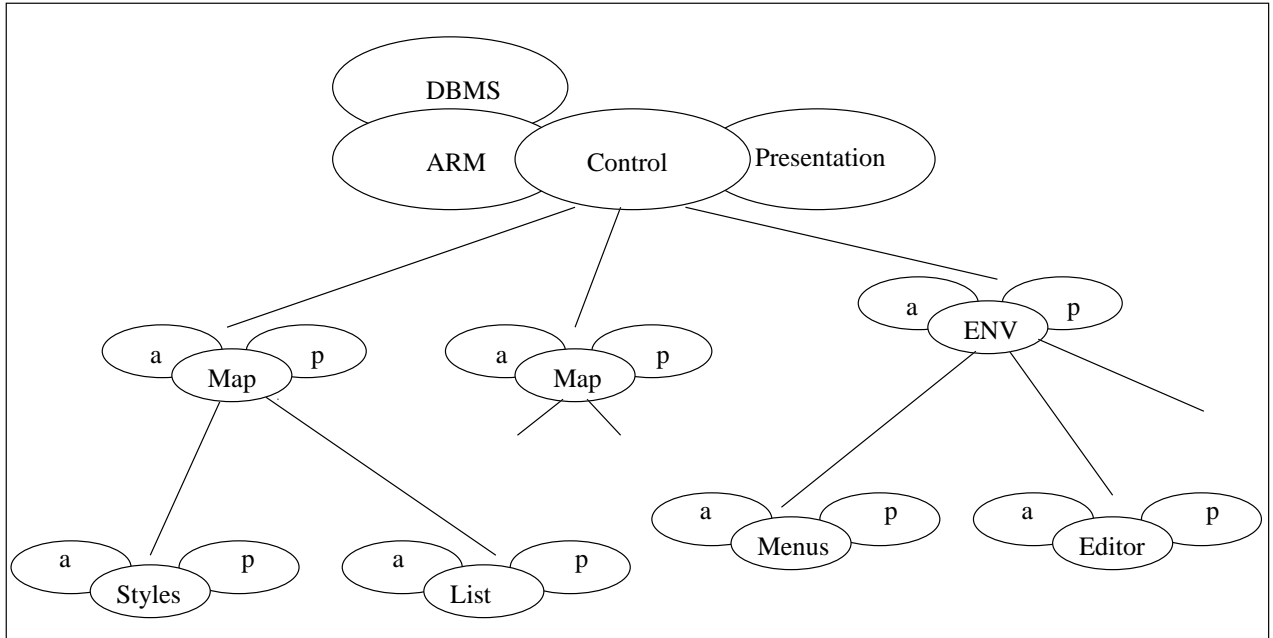 DBMS
ARM
Control
Presentation
a
p
ENV
a
p
Map
a
p
Map
a
p
Menus
a
p
Editor
a
p
Styles
a
p
List